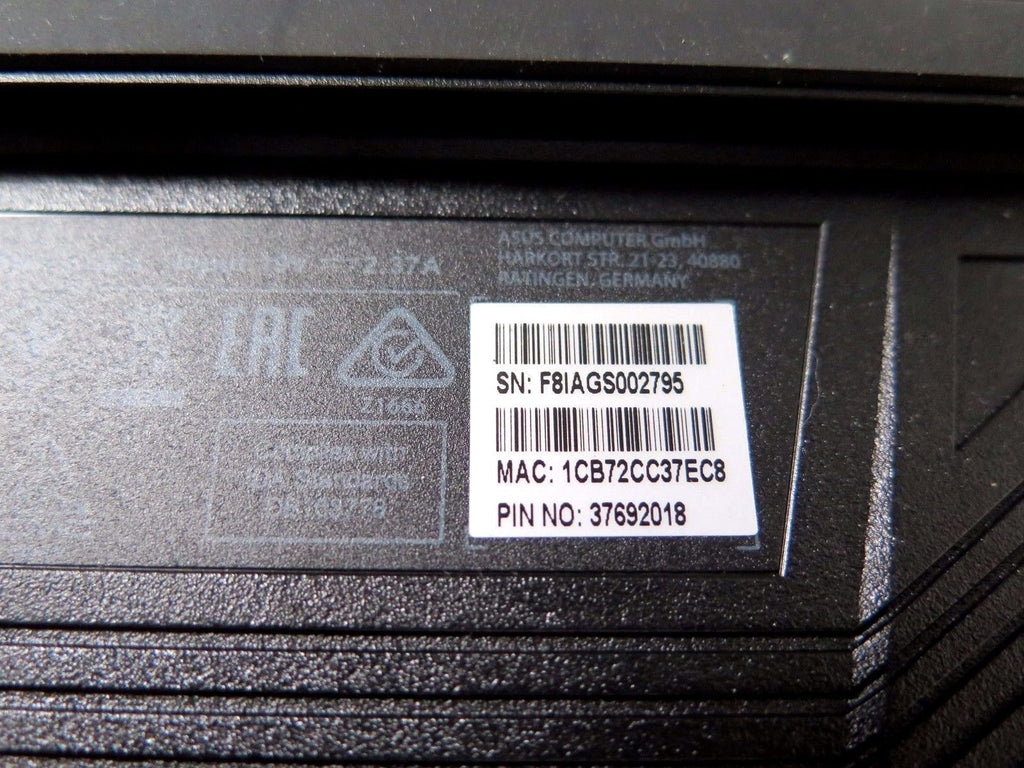 ASUS COMPUTER GmbH
HARKORT STR. 21-23, 40880
RATINGEN, GERMANY
19V ⎓ 2.37A
EAC
SN: F8IAGS002795
MAC: 1CB72CC37EC8
PIN NO: 37692018